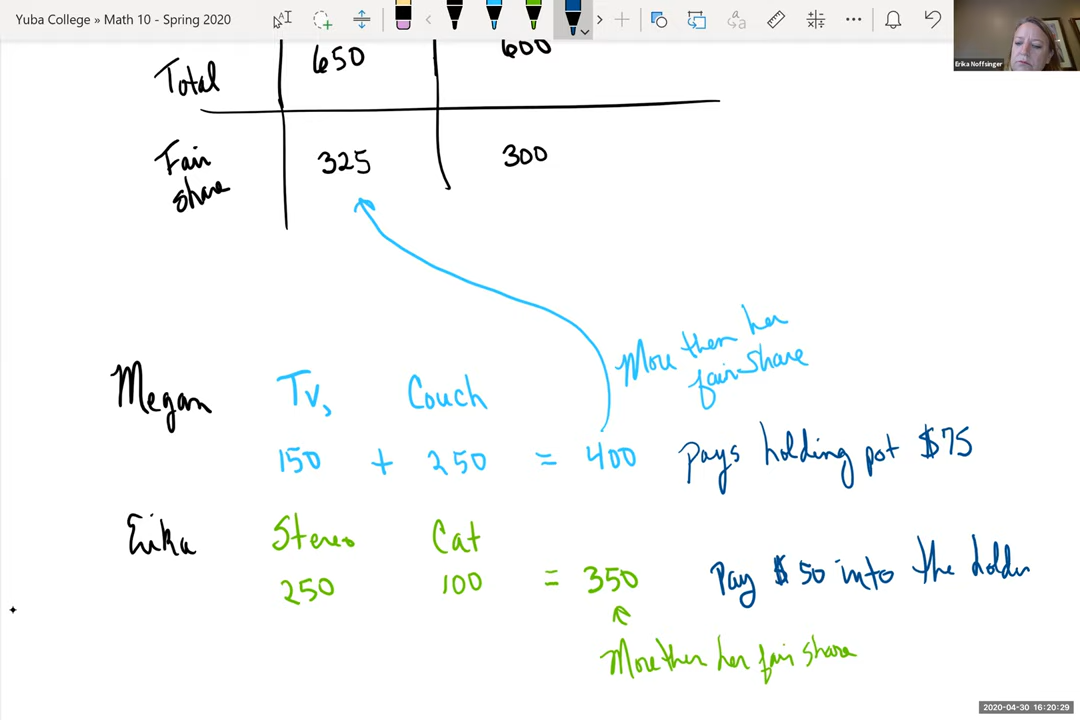 Yuba College » Math 10 - Spring 2020
Erika Noffsinger
Total 650 600
Fair share 325 300
More then her
fair share
Megan Tv, Couch
150 + 250 = 400 Pays holding pot $75
Erika Stereo Cat
250 100 = 350 Pay $50 into the holder
More then her fair share
2020-04-30 16:20:29